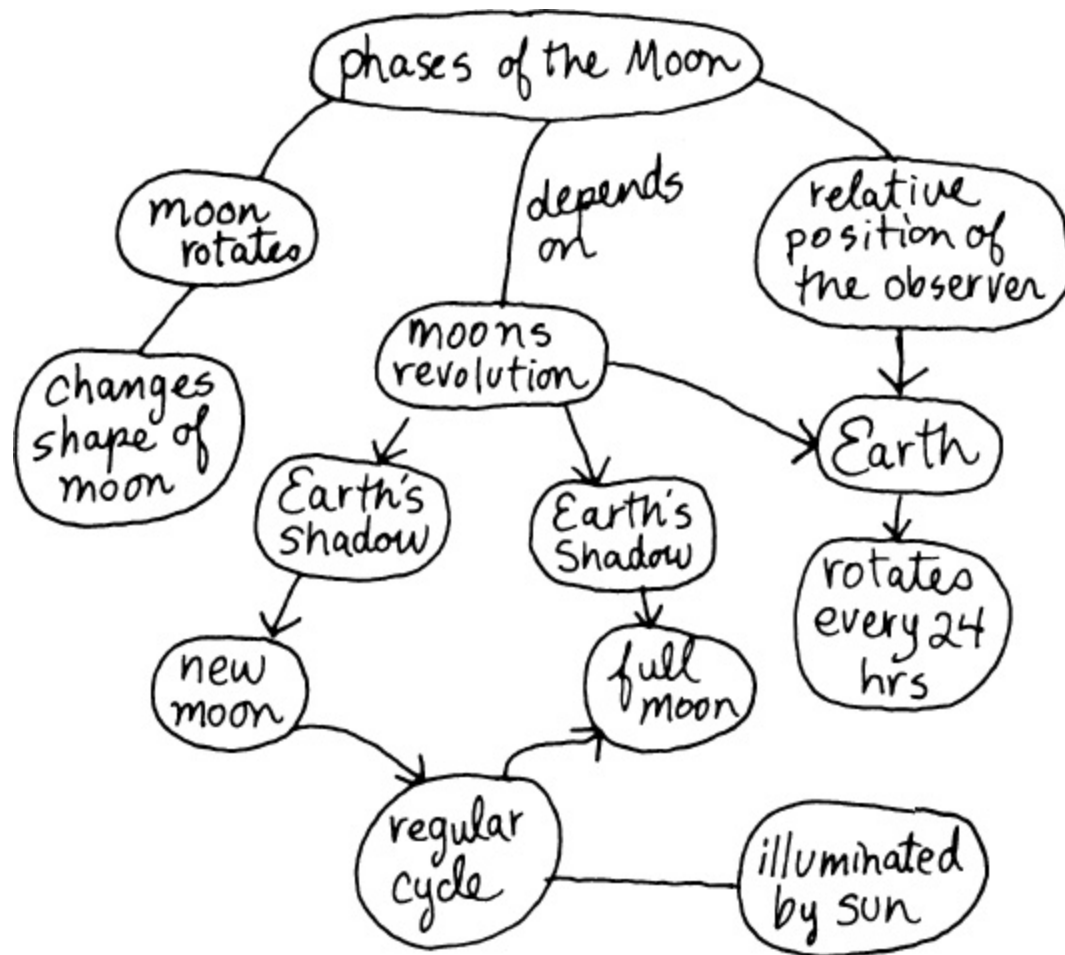 phases of the Moon
moon
rotates
depends
on
relative
position of
the observer
moons
revolution
changes
shape of
moon
Earth
Earth's
shadow
Earth's
Shadow
rotates
every 24
hrs
new
moon
full
moon
regular
cycle
illuminated
by sun